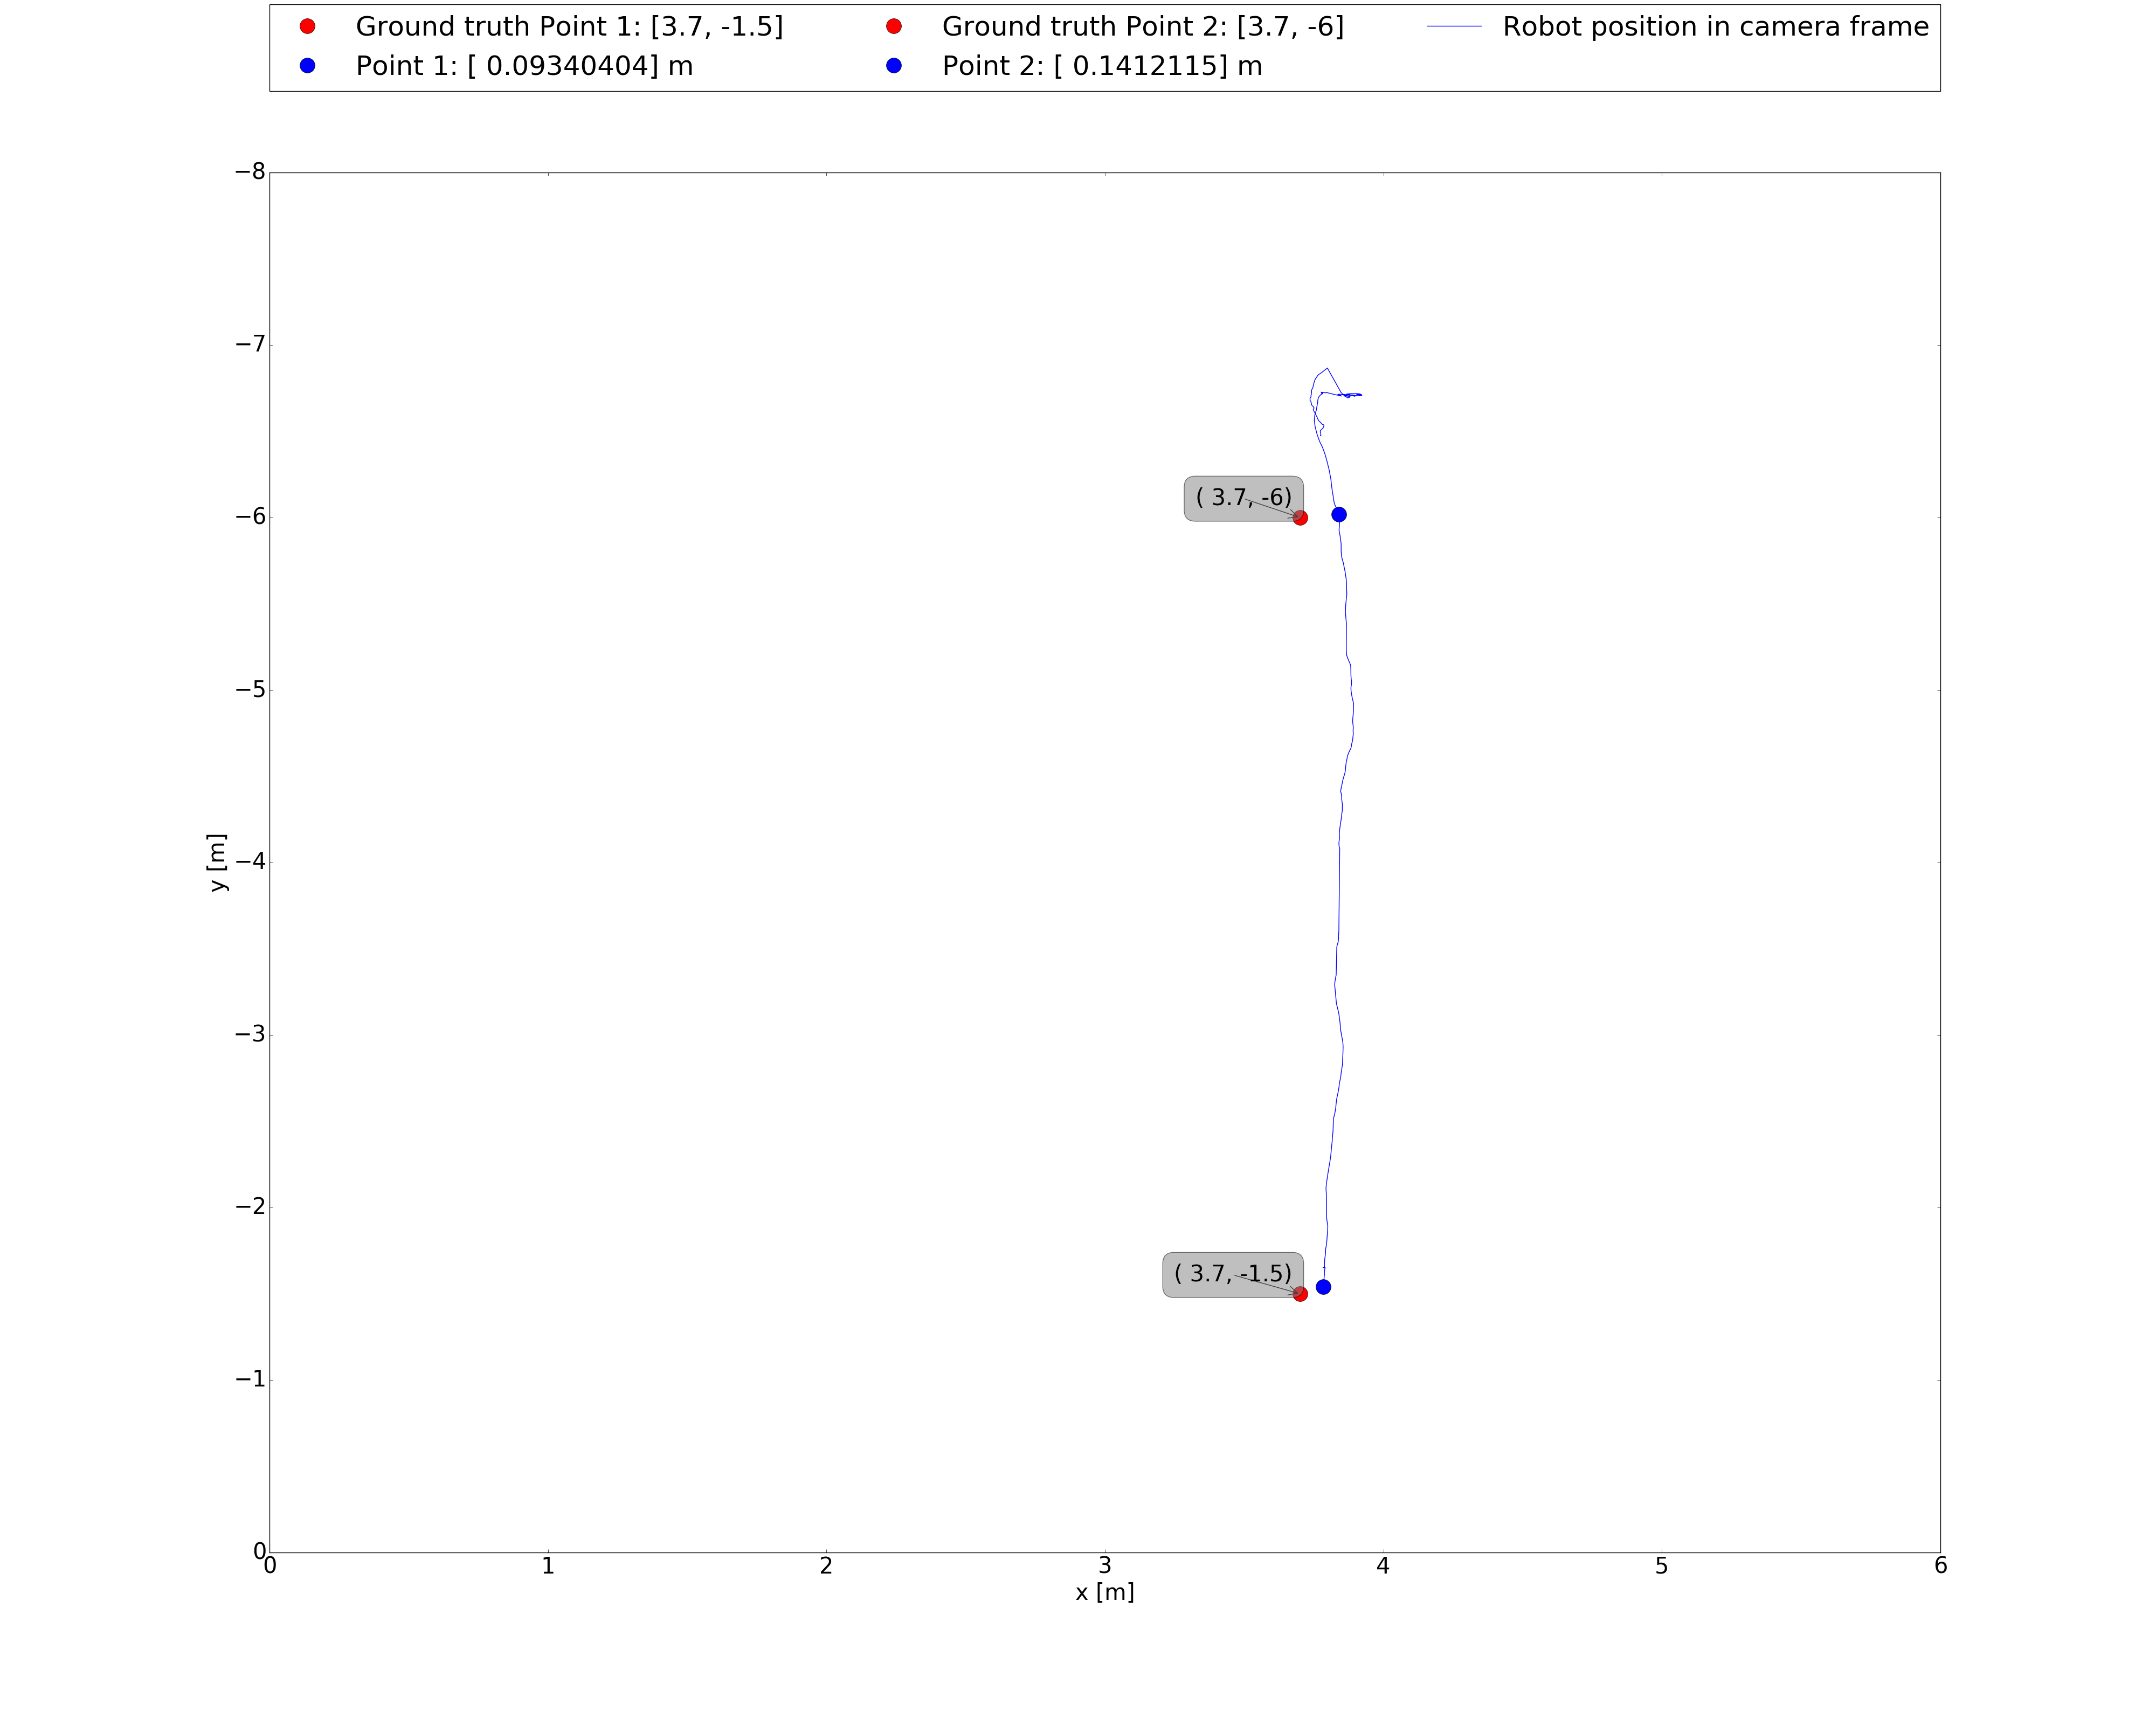 Ground truth Point 1: [3.7, -1.5]
Ground truth Point 2: [3.7, -6]
Robot position in camera frame
Point 1: [ 0.09340404] m
Point 2: [ 0.1412115] m
−8
−7
−6
−5
−4
−3
−2
−1
0
y [m]
( 3.7, -6)
( 3.7, -1.5)
0
1
2
3
4
5
6
x [m]